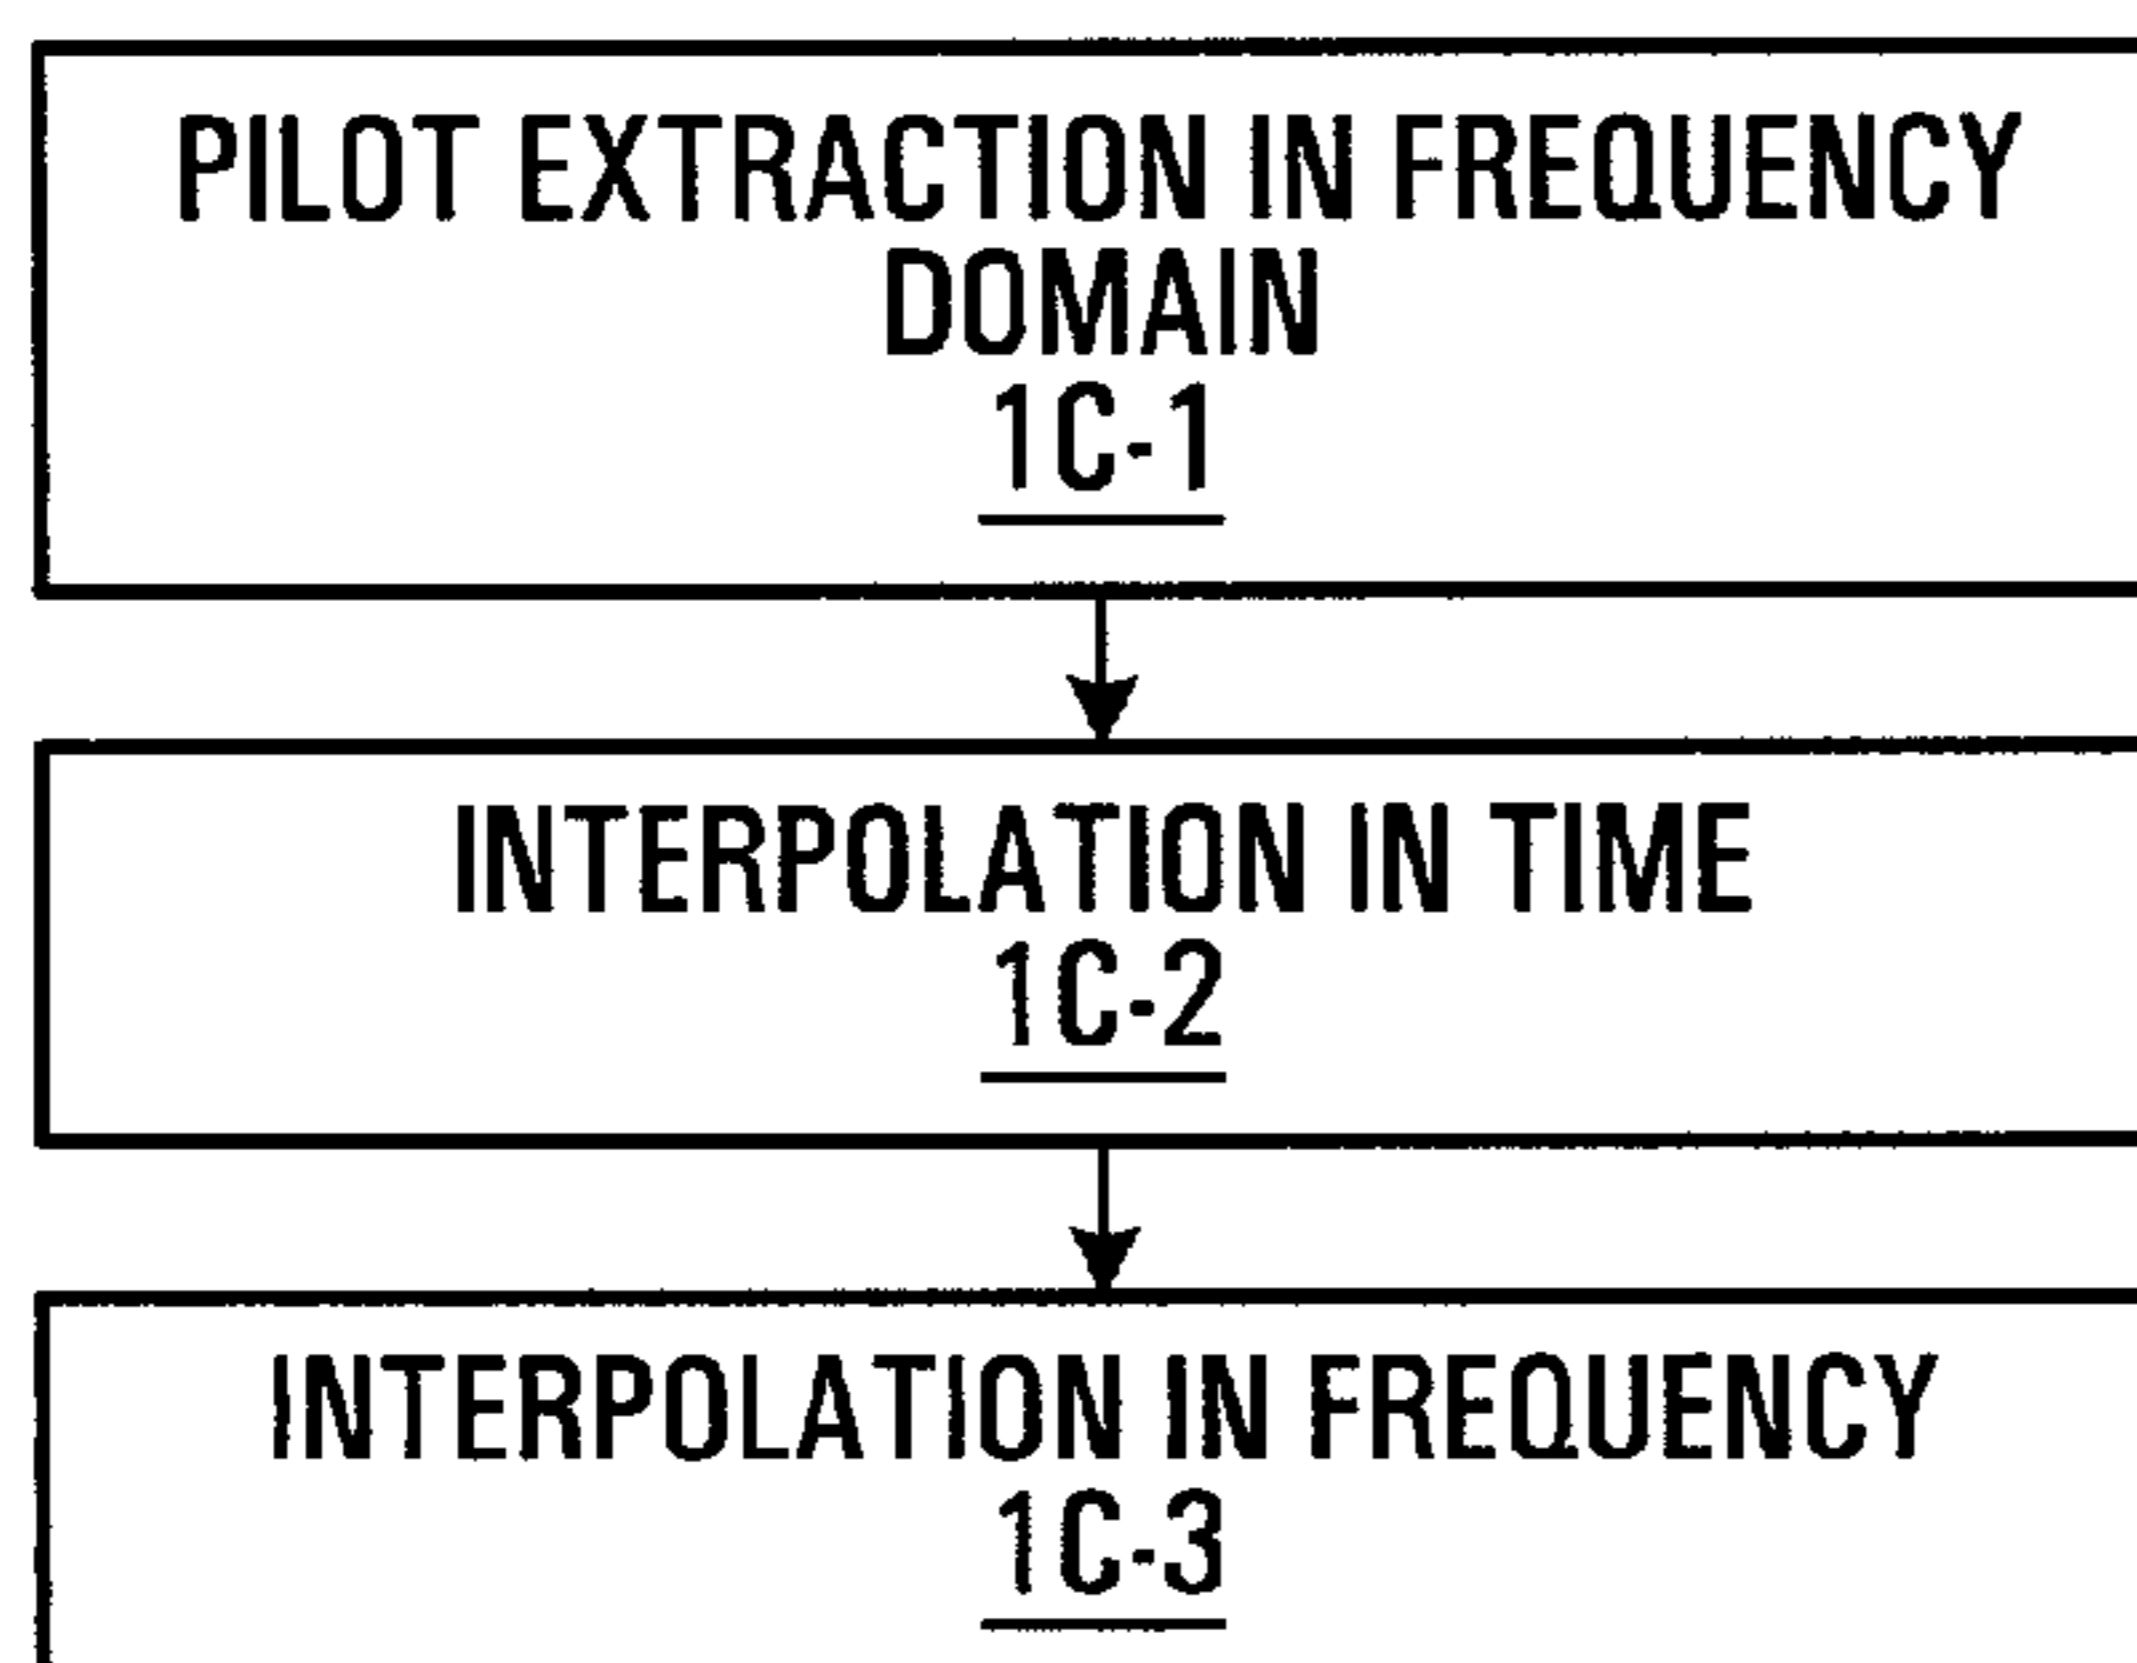 PILOT EXTRACTION IN FREQUENCY
DOMAIN
1C-1
INTERPOLATION IN TIME
1C-2
INTERPOLATION IN FREQUENCY
1C-3